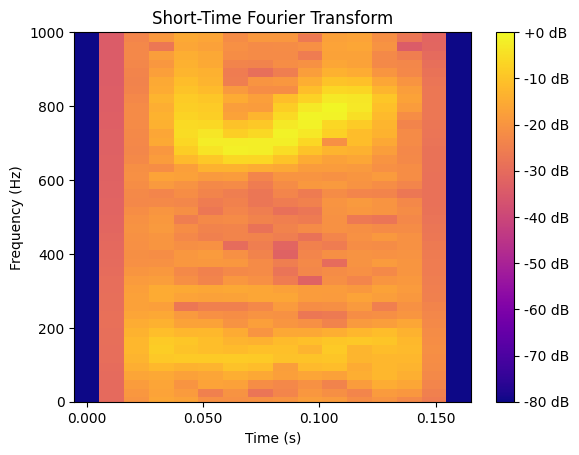 Short-Time Fourier Transform
1000
800
600
400
200
0
Frequency (Hz)
0.000
0.050
0.100
0.150
Time (s)
+0 dB
-10 dB
-20 dB
-30 dB
-40 dB
-50 dB
-60 dB
-70 dB
-80 dB